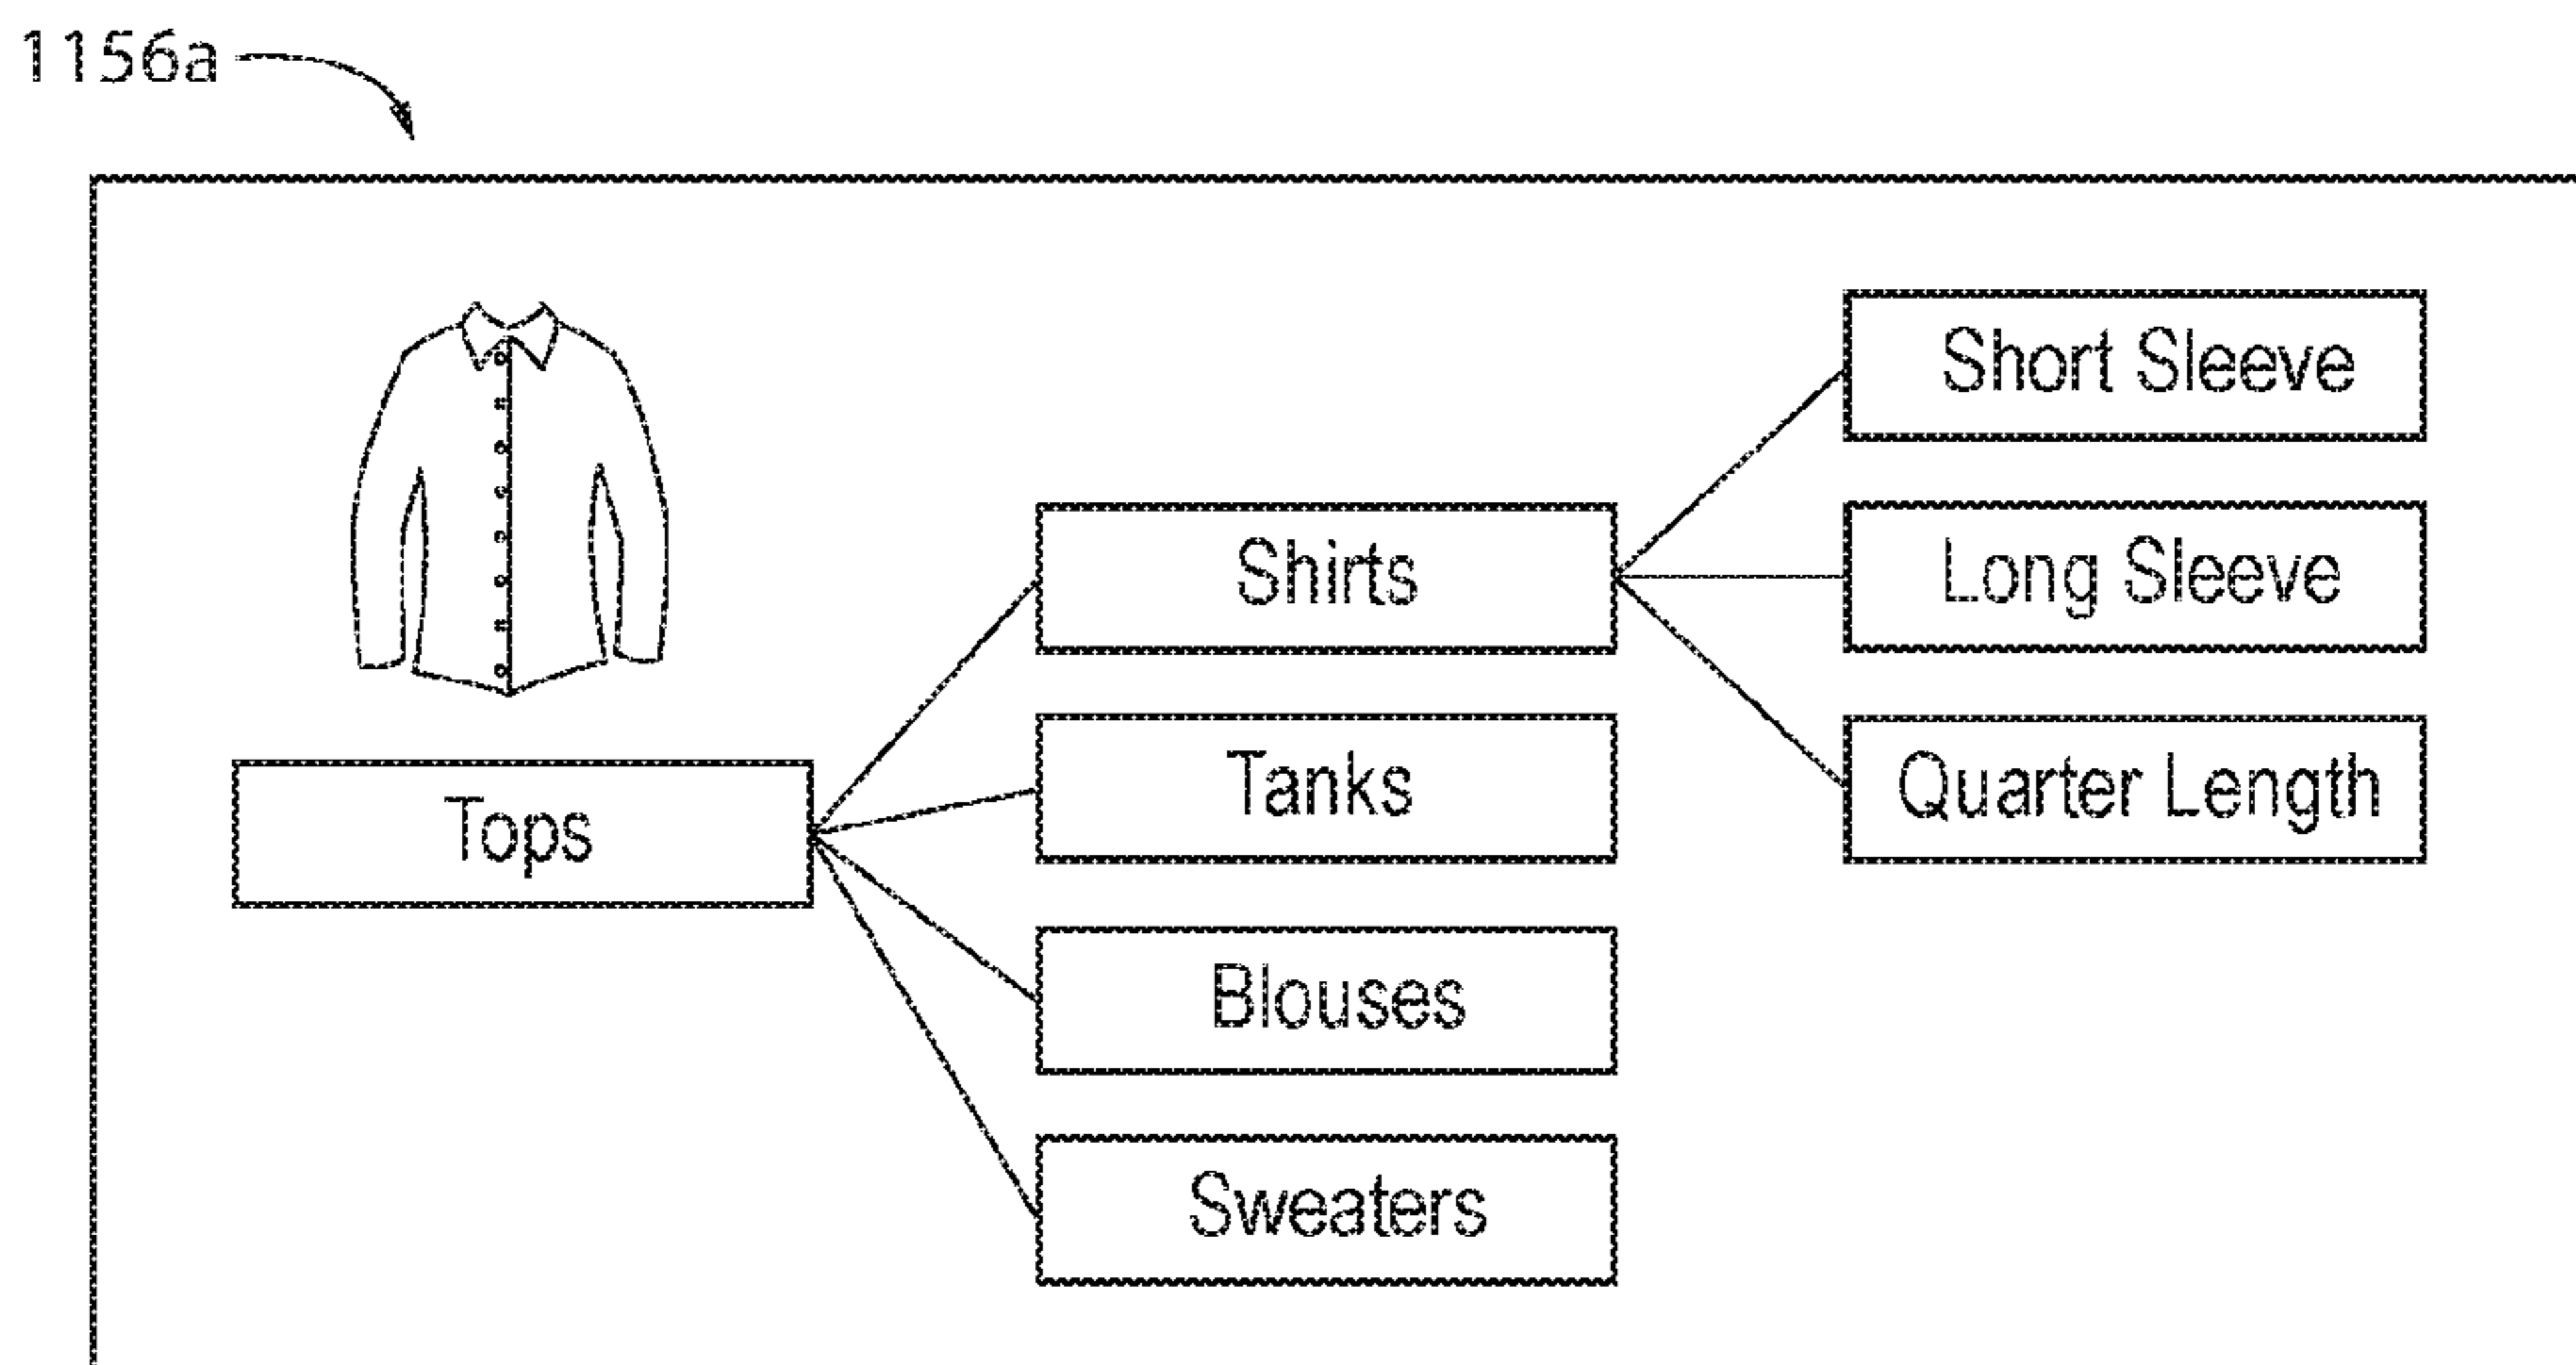 1156a
Short Sleeve
Shirts
Long Sleeve
Tops
Tanks
Quarter Length
Blouses
Sweaters